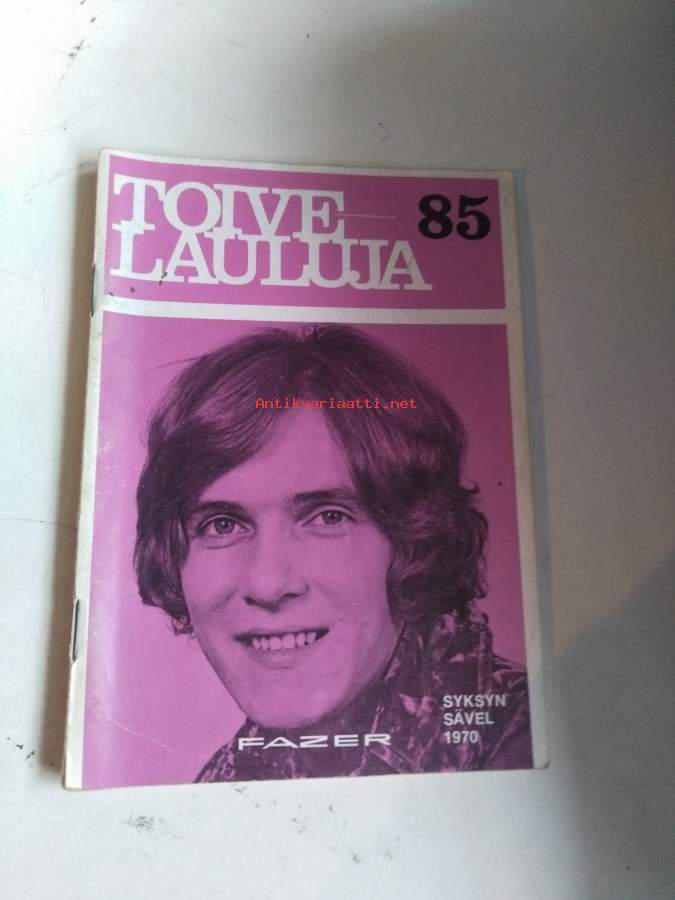 TOIVE
LAULUJA
85
Antikvariaatti.net
SYKSYN
SÄVEL
1970
FAZER